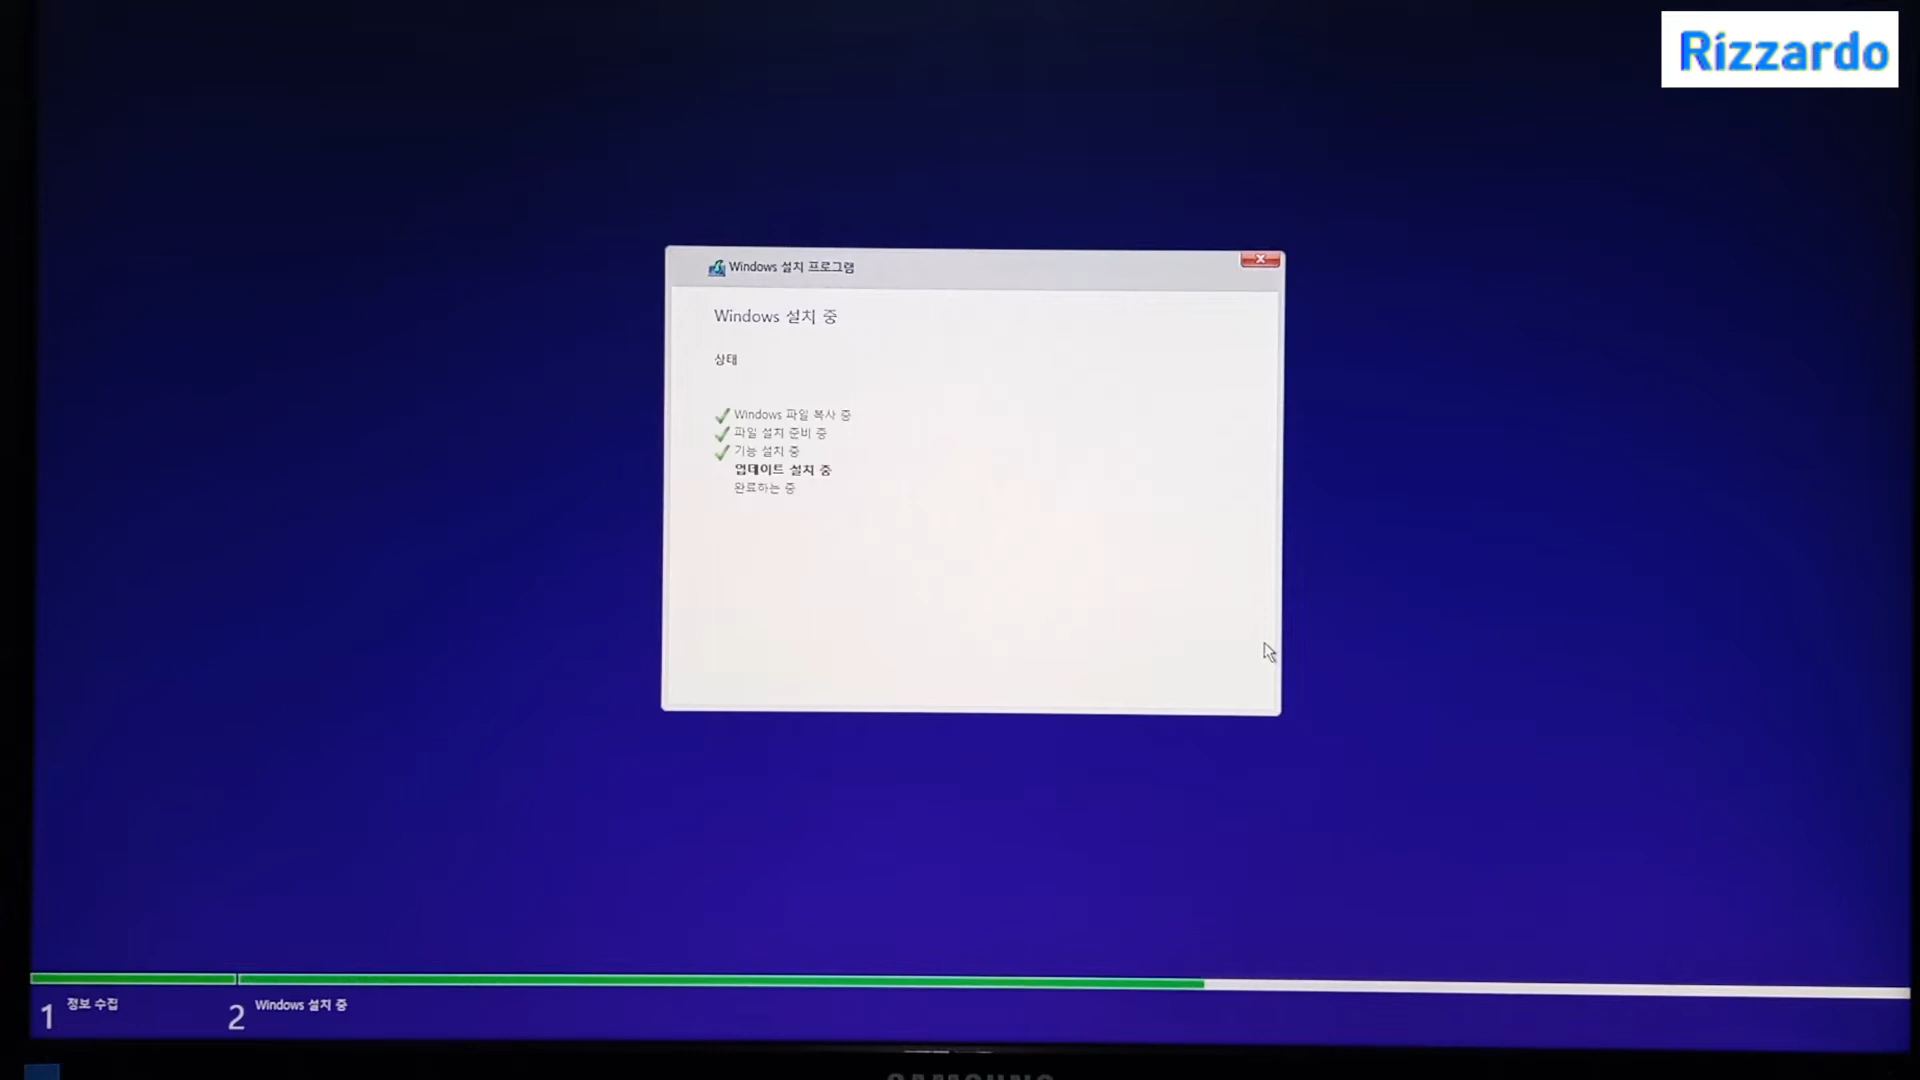 Rizzardo
Windows 설치 프로그램
Windows 설치 중
상태
Windows 파일 복사 중
파일 설치 준비 중
기능 설치 중
업데이트 설치 중
완료하는 중
1 정보 수집
2 Windows 설치 중
SAMSUNG